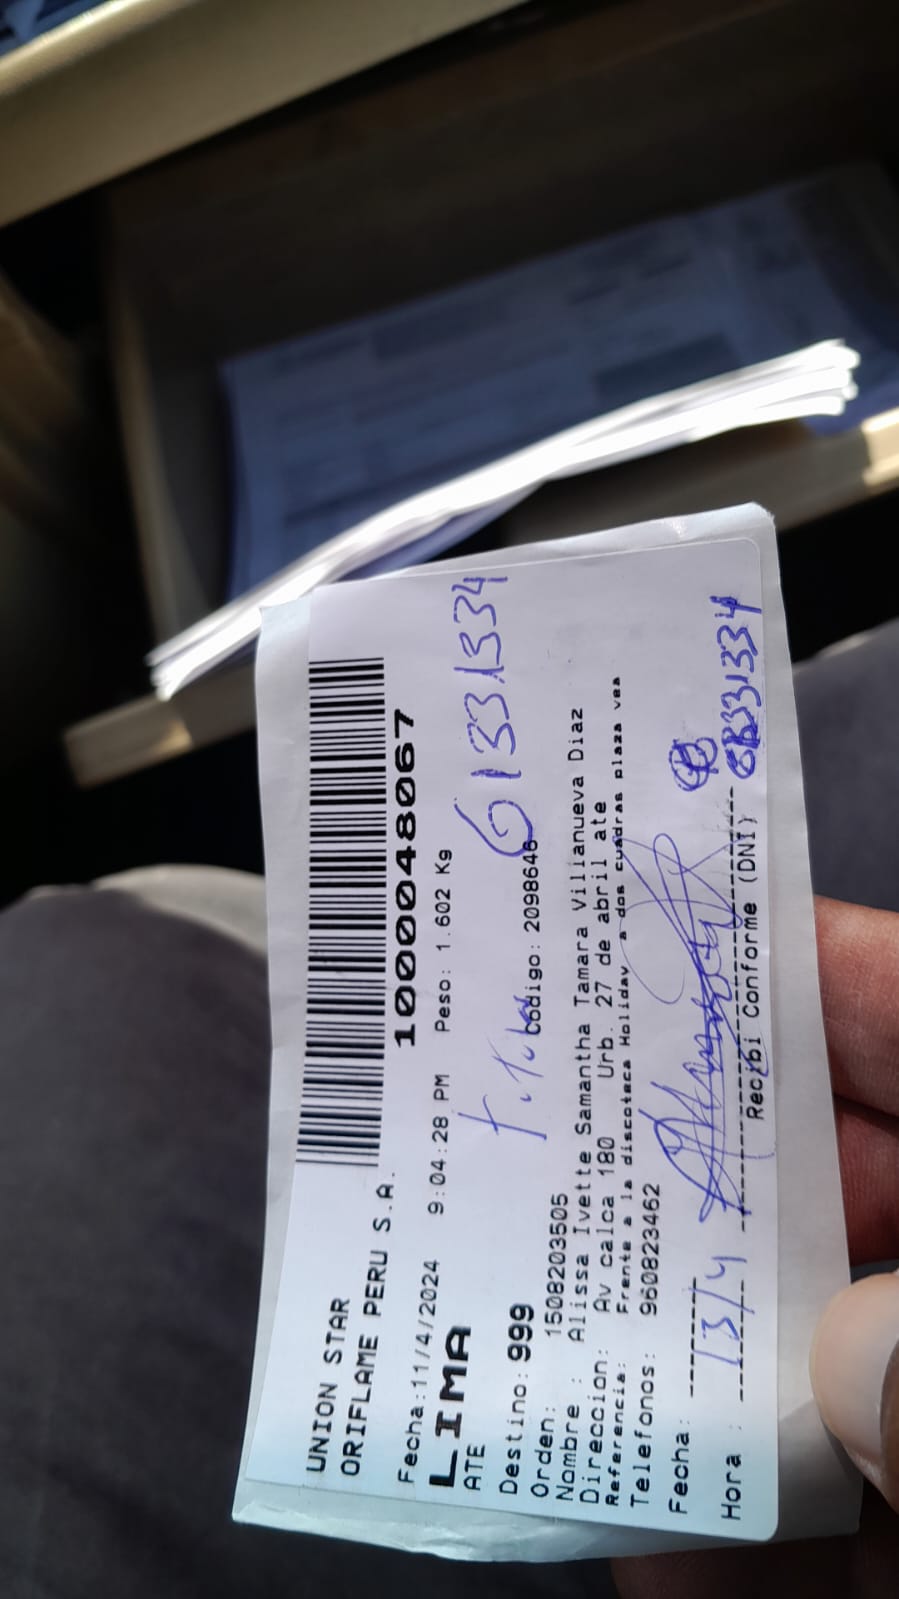 UNION STAR
ORIFLAME PERU S.A.
1000048067
Fecha:11/4/2024 9:04:28 PM Peso: 1.602 Kg
LIMA
ATE
Titular 61331334
Destino: 999
Orden: 1508203505 Codigo: 2098646
Nombre : Alissa Ivette Samantha Tamara Villanueva Diaz
Direccion: Av calca 180 Urb. 27 de abril ate
Referencia: Frente a la discoteca Holiday a dos cuadras plaza vea
Telefonos: 960823462
Fecha:
13/4
Hora :
Recibi Conforme (DNI)